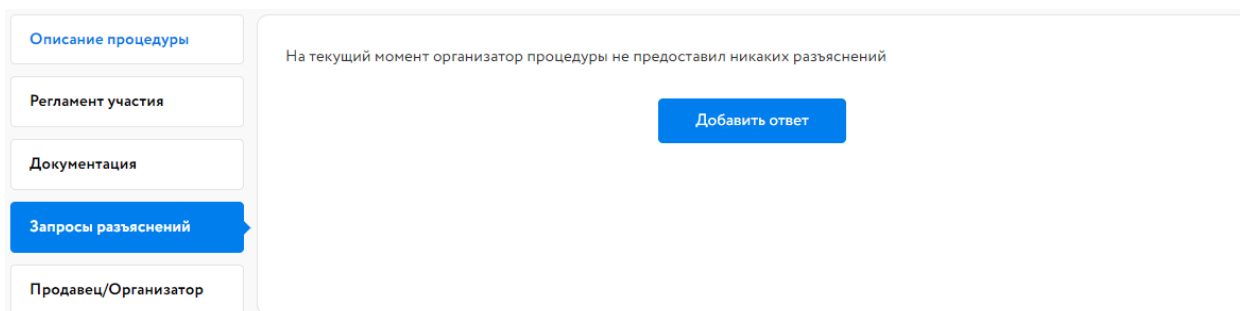 Описание процедуры
Регламент участия
Документация
Запросы разъяснений
Продавец/Организатор
На текущий момент организатор процедуры не предоставил никаких разъяснений
Добавить ответ